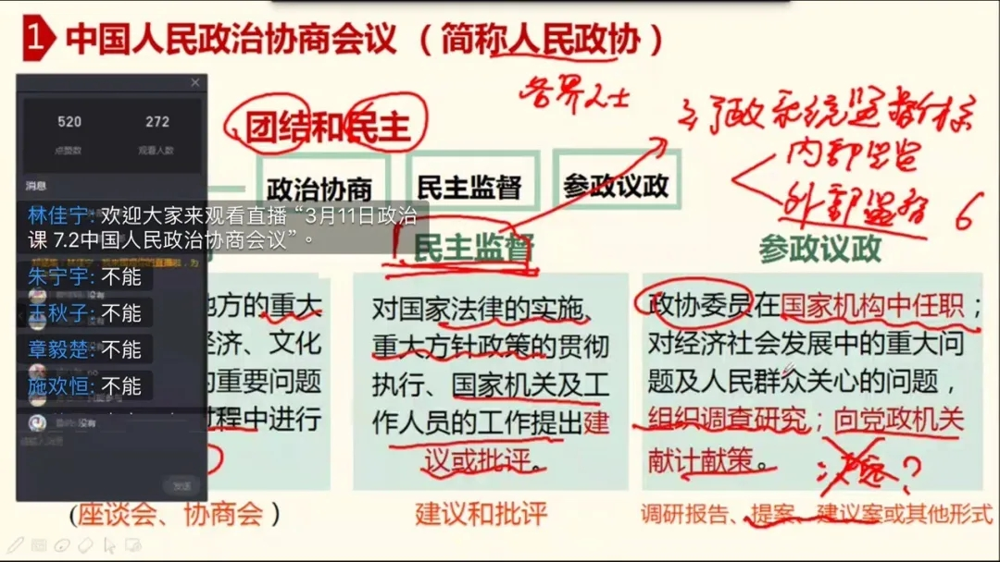 1 中国人民政治协商会议（简称人民政协）
各界人士
团结和民主
行政系统监督体系
内部监督
外部监督 6
政治协商
民主监督
参政议政
520
272
点赞数
观看人数
消息
林佳宁: 欢迎大家来观看直播 “3月11日政治
课 7.2中国人民政治协商会议”。
朱宁宇: 不能
王秋子: 不能
章毅楚: 不能
施欢恒: 不能
没有
发送
地方的重大
经济、文化
的重要问题
过程中进行
(座谈会、协商会 )
民主监督
对国家法律的实施、
重大方针政策的贯彻
执行、国家机关及工
作人员的工作提出建
议或批评。
建议和批评
参政议政
政协委员在国家机构中任职；
对经济社会发展中的重大问
题及人民群众关心的问题，
组织调查研究；向党政机关
献计献策。
决定？
调研报告、提案、建议案或其他形式